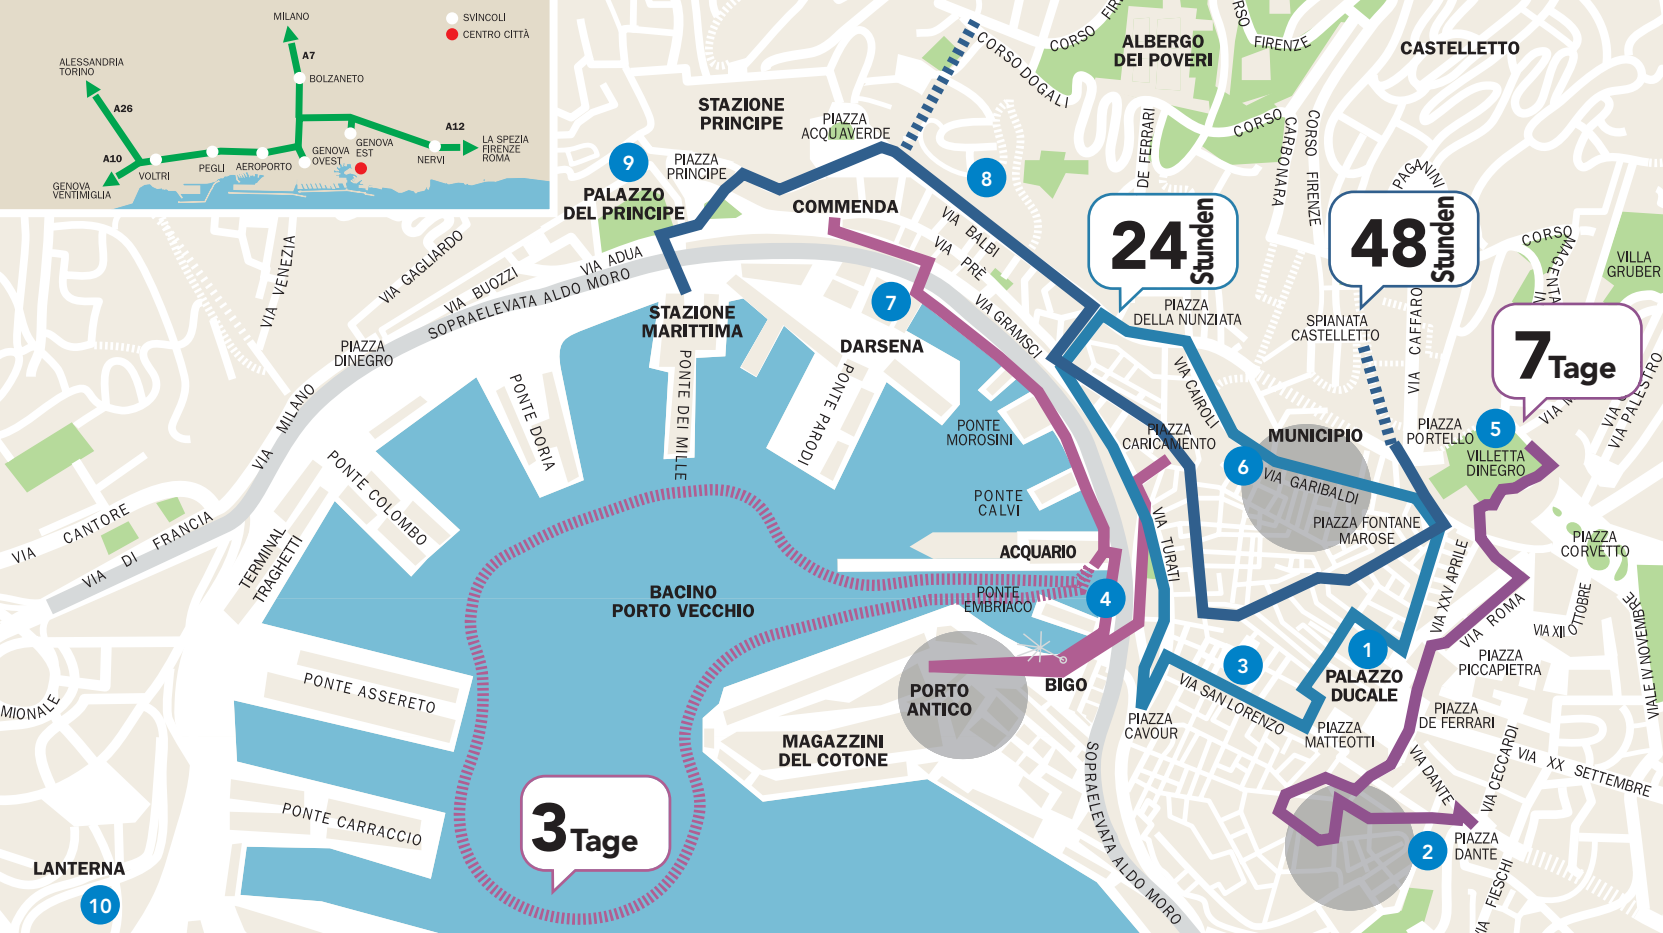 MILANO
SVINCOLI
CENTRO CITTÀ
A7
ALESSANDRIA
TORINO
BOLZANETO
A26
A12
A10
LA SPEZIA
FIRENZE
ROMA
GENOVA
OVEST
GENOVA
EST
NERVI
VOLTRI
PEGLI
AEROPORTO
GENOVA
VENTIMIGLIA
CORSO
CORSO DOGALI
ALBERGO
DEI POVERI
FIRENZE
CASTELLETTO
STAZIONE
PRINCIPE
PIAZZA
ACQUAVERDE
DE FERRARI
CORSO
CARBONARA
CORSO FIRENZE
PAGANINI
9
PIAZZA
PRINCIPE
8
PALAZZO
DEL PRINCIPE
COMMENDA
24
Stunden
48
Stunden
CORSO
MAGENTA
VILLA
GRUBER
VIA VENEZIA
VIA GAGLIARDO
VIA BUOZZI
VIA ADUA
SOPRAELEVATA ALDO MORO
VIA BALBI
VIA PRÈ
VIA GRAMSCI
7
STAZIONE
MARITTIMA
DARSENA
PIAZZA
DELLA NUNZIATA
SPIANATA
CASTELLETTO
VIA CAFFARO
7 Tage
VIA PALESTRO
PIAZZA
DINEGRO
VIA MILANO
PONTE DORIA
PONTE DEI MILLE
PONTE PARODI
PONTE
MOROSINI
VIA CAIROLI
PIAZZA
CARICAMENTO
MUNICIPIO
PIAZZA
PORTELLO
5
VILLETTA
DINEGRO
6
VIA GARIBALDI
PONTE COLOMBO
PONTE
CALVI
VIA CANTORE
VIA DI FRANCIA
TERMINAL
TRAGHETTI
PIAZZA FONTANE
MAROSE
VIA TURATI
PIAZZA
CORVETTO
ACQUARIO
BACINO
PORTO VECCHIO
PONTE
EMBRIACO
4
VIA XXV APRILE
VIA ROMA
VIA XII OTTOBRE
VIALE IV NOVEMBRE
1
3
PIAZZA
PICCAPIETRA
PALAZZO
DUCALE
PONTE ASSERETO
PORTO
ANTICO
BIGO
VIA SAN LORENZO
PIAZZA
CAVOUR
PIAZZA
MATTEOTTI
PIAZZA
DE FERRARI
MIONALE
MAGAZZINI
DEL COTONE
SOPRAELEVATA ALDO MORO
VIA DANTE
VIA CECCARDI
VIA XX SETTEMBRE
PONTE CARRACCIO
3 Tage
2
PIAZZA
DANTE
VIA FIESCHI
LANTERNA
10